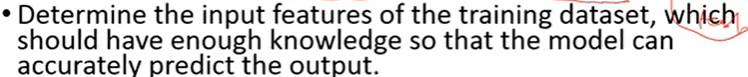 • Determine the input features of the training dataset, which
should have enough knowledge so that the model can
accurately predict the output.